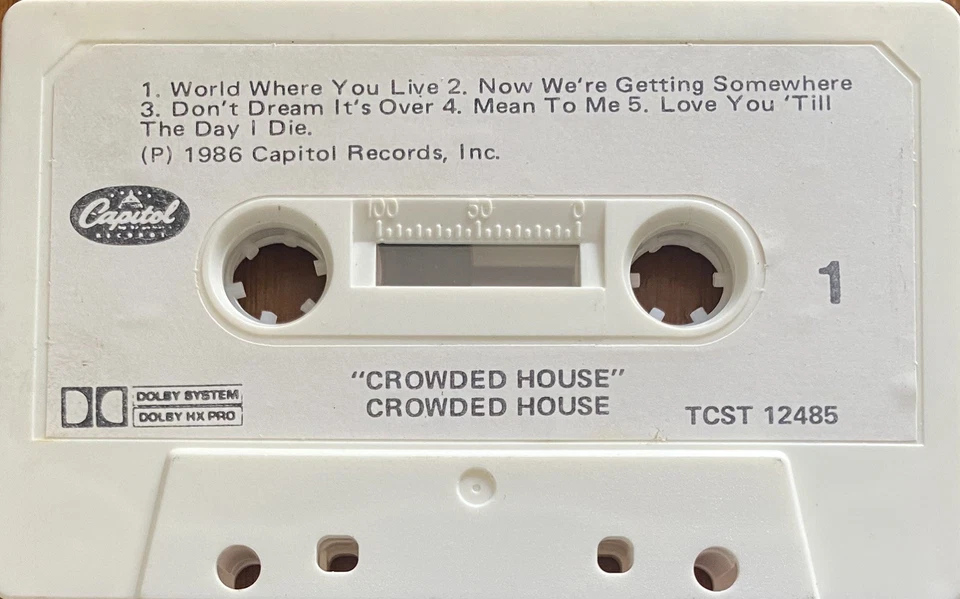 1. World Where You Live 2. Now We're Getting Somewhere
3. Don't Dream It's Over 4. Mean To Me 5. Love You 'Till
The Day I Die.
(P) 1986 Capitol Records, Inc.
Capitol
RECORDS
100 50 0
1
DOLBY SYSTEM
DOLBY HX PRO
"CROWDED HOUSE"
CROWDED HOUSE
TCST 12485